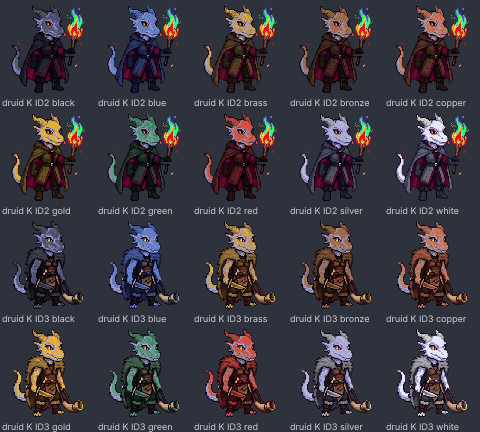 druid K ID2 black
druid K ID2 blue
druid K ID2 brass
druid K ID2 bronze
druid K ID2 copper
druid K ID2 gold
druid K ID2 green
druid K ID2 red
druid K ID2 silver
druid K ID2 white
druid K ID3 black
druid K ID3 blue
druid K ID3 brass
druid K ID3 bronze
druid K ID3 copper
druid K ID3 gold
druid K ID3 green
druid K ID3 red
druid K ID3 silver
druid K ID3 white